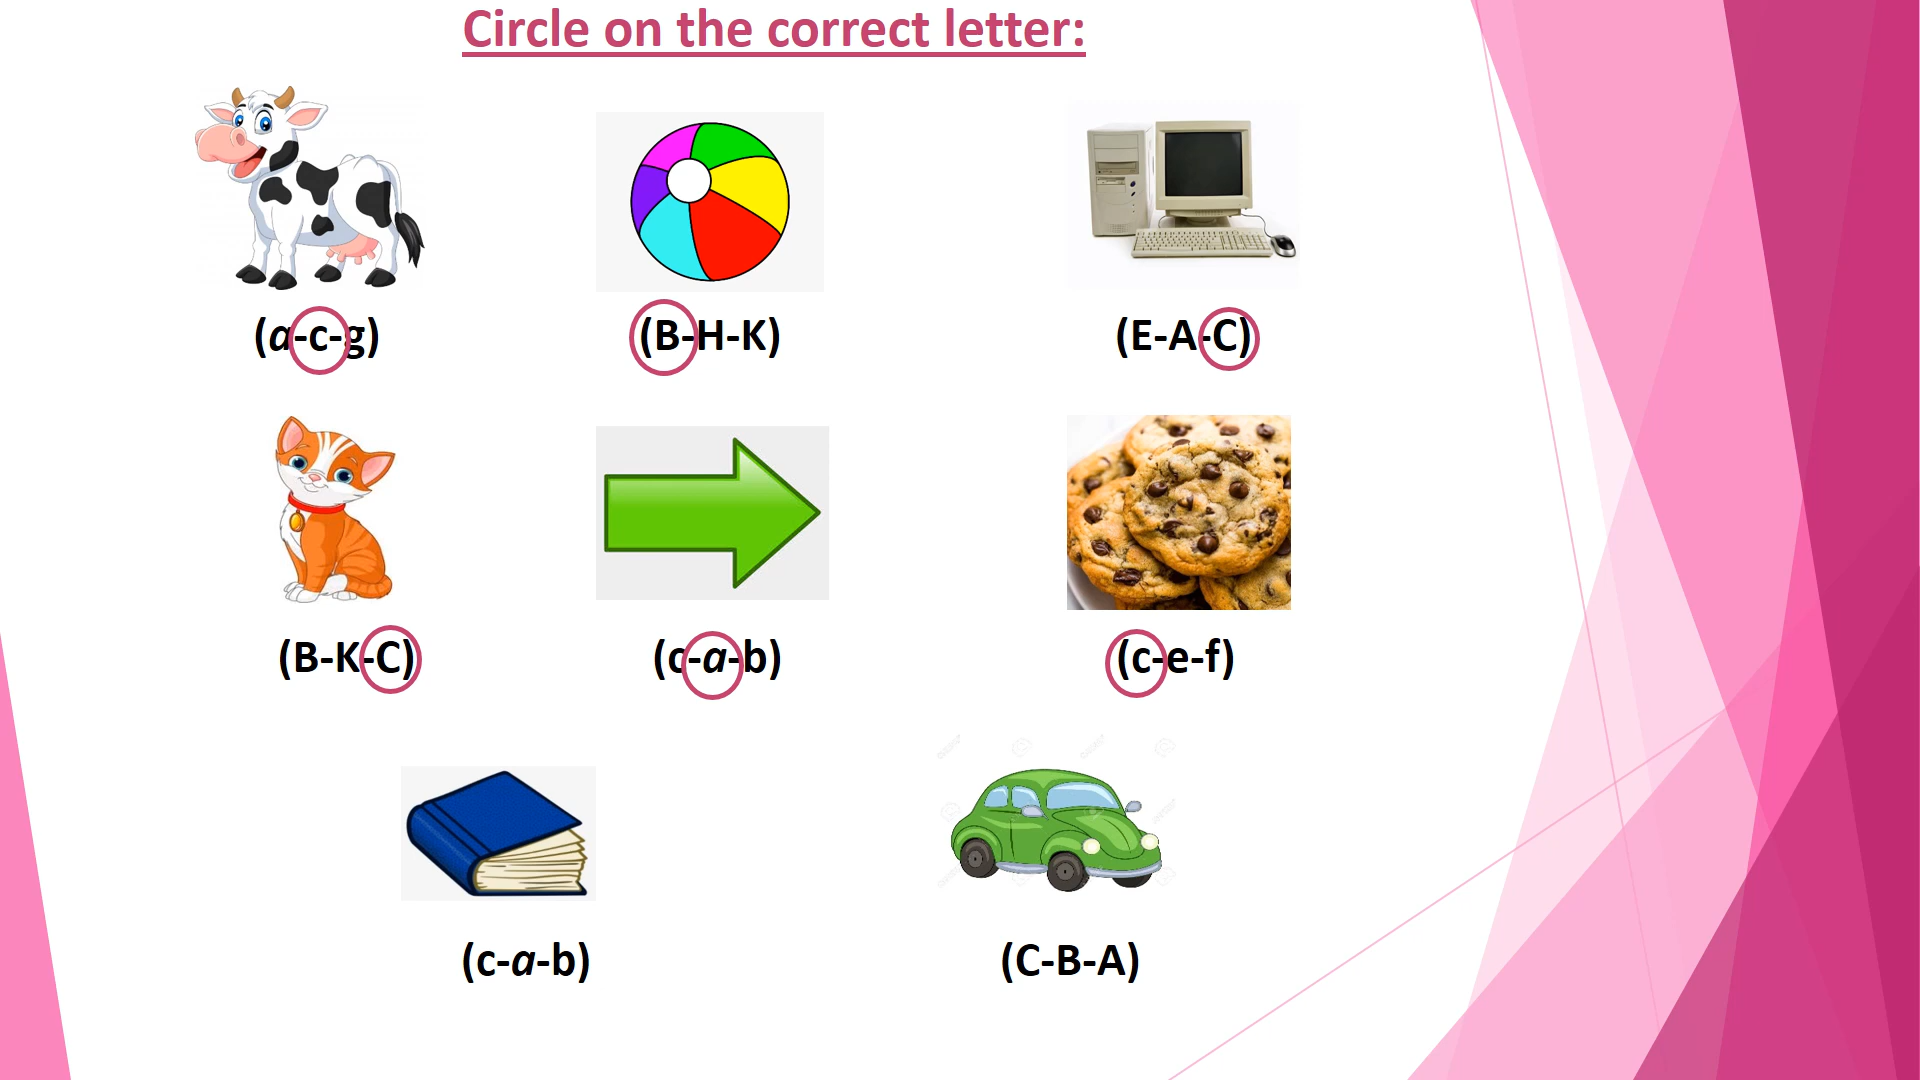 Circle on the correct letter:
(a-c-g) (B-H-K) (E-A-C)
(B-K-C) (c-a-b) (c-e-f)
(c-a-b) (C-B-A)